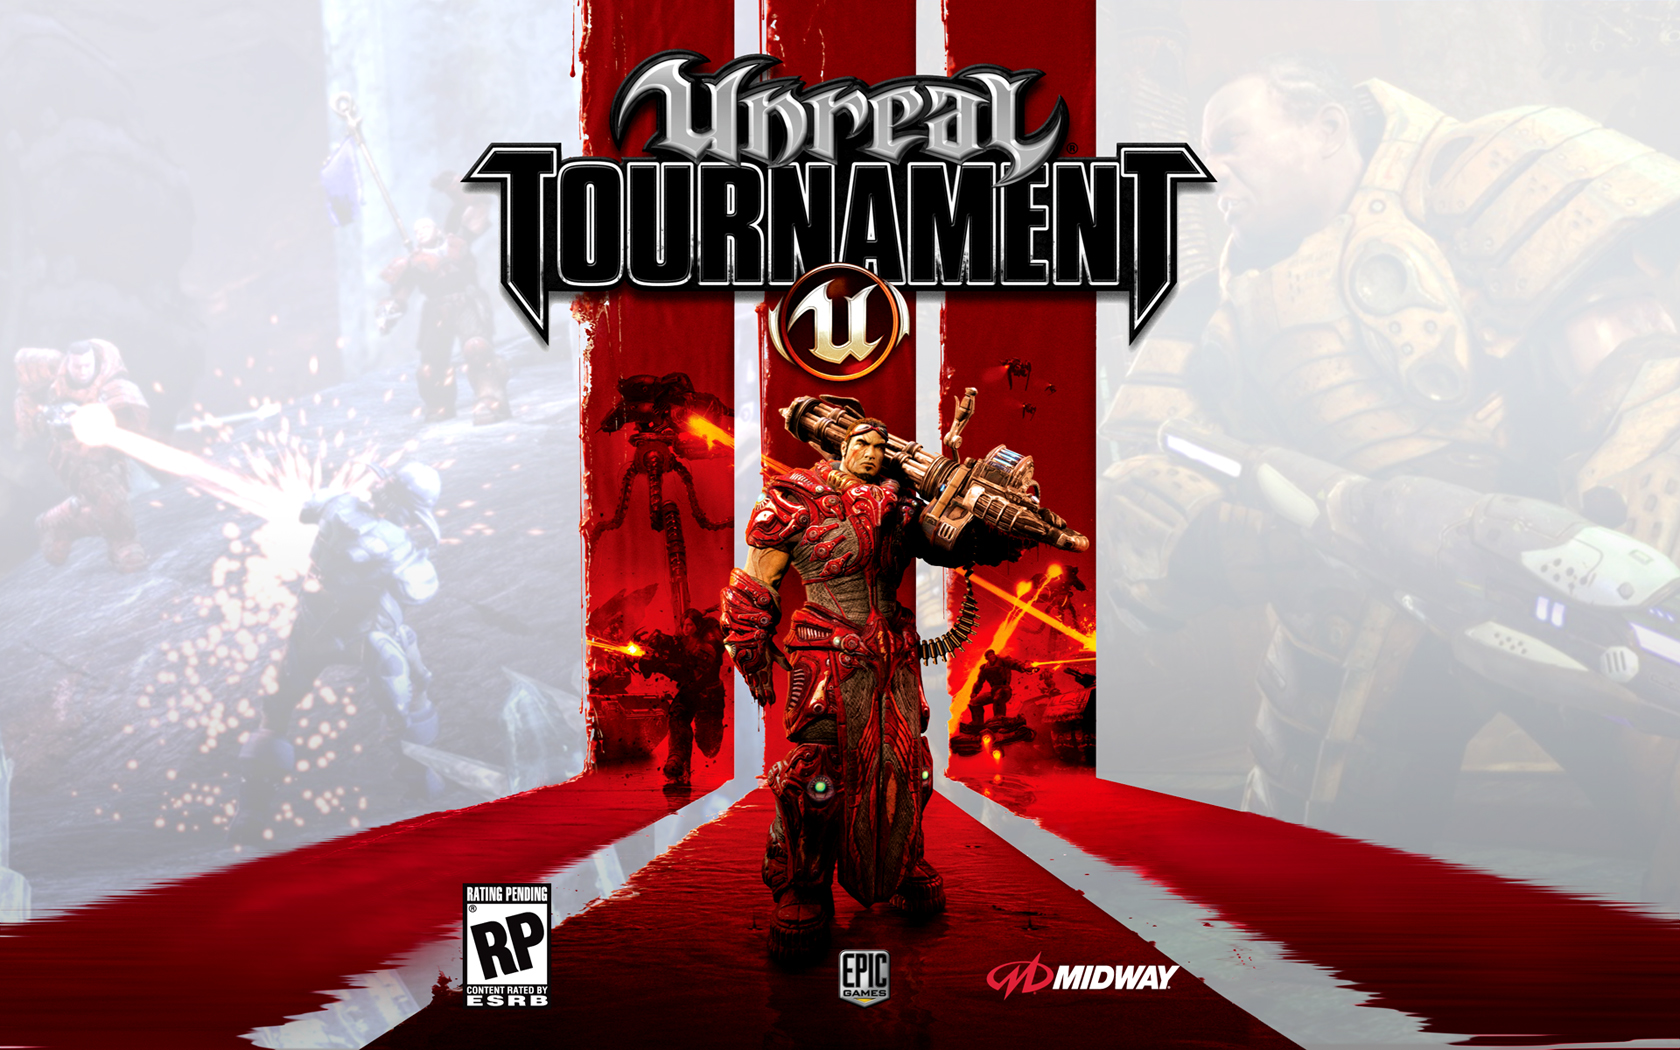 Unreal®
TOURNAMENT
U
RATING PENDING
RP®
CONTENT RATED BY
ESRB
EPIC
GAMES
MIDWAY